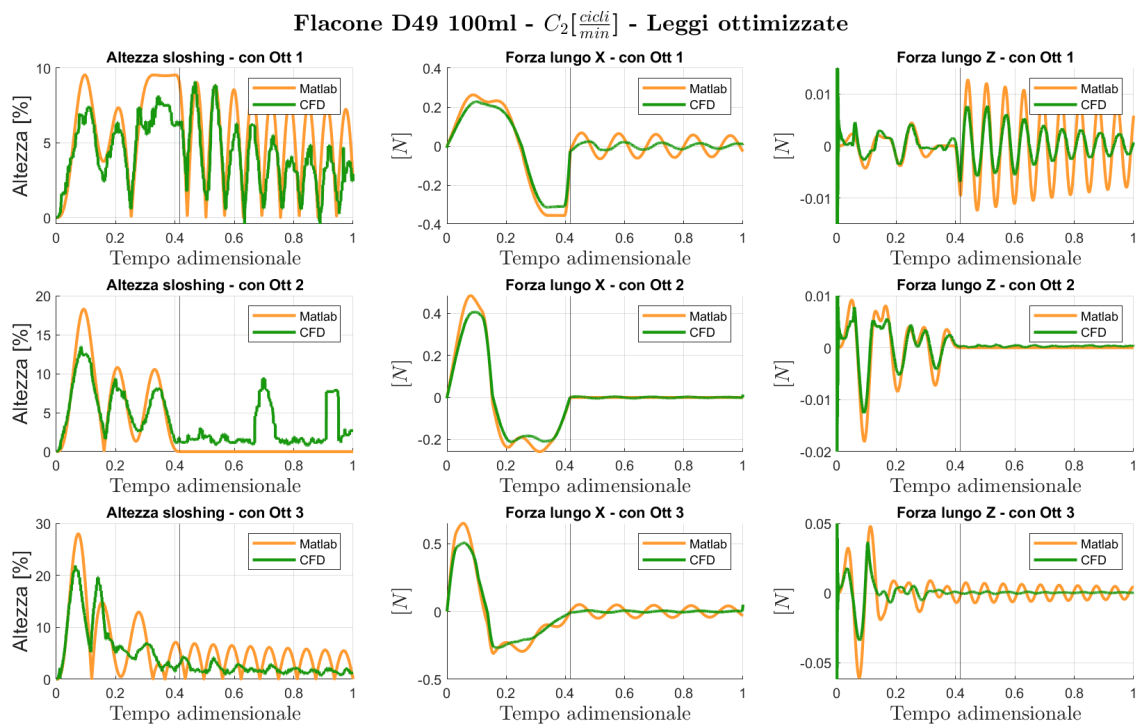 Flacone D49 100ml - C₂[cicli/min] - Leggi ottimizzate
Altezza sloshing - con Ott 1
Altezza [%]
10
5
0
Matlab
CFD
0 0.2 0.4 0.6 0.8 1
Tempo adimensionale
Forza lungo X - con Ott 1
[N]
0.4
0.2
0
-0.2
-0.4
Matlab
CFD
0 0.2 0.4 0.6 0.8 1
Tempo adimensionale
Forza lungo Z - con Ott 1
[N]
0.01
0
-0.01
Matlab
CFD
0 0.2 0.4 0.6 0.8 1
Tempo adimensionale
Altezza sloshing - con Ott 2
Altezza [%]
20
15
10
5
0
Matlab
CFD
0 0.2 0.4 0.6 0.8 1
Tempo adimensionale
Forza lungo X - con Ott 2
[N]
0.4
0.2
0
-0.2
Matlab
CFD
0 0.2 0.4 0.6 0.8 1
Tempo adimensionale
Forza lungo Z - con Ott 2
[N]
0.01
0
-0.01
-0.02
Matlab
CFD
0 0.2 0.4 0.6 0.8 1
Tempo adimensionale
Altezza sloshing - con Ott 3
Altezza [%]
30
20
10
0
Matlab
CFD
0 0.2 0.4 0.6 0.8 1
Tempo adimensionale
Forza lungo X - con Ott 3
[N]
0.5
0
-0.5
Matlab
CFD
0 0.2 0.4 0.6 0.8 1
Tempo adimensionale
Forza lungo Z - con Ott 3
[N]
0.05
0
-0.05
Matlab
CFD
0 0.2 0.4 0.6 0.8 1
Tempo adimensionale